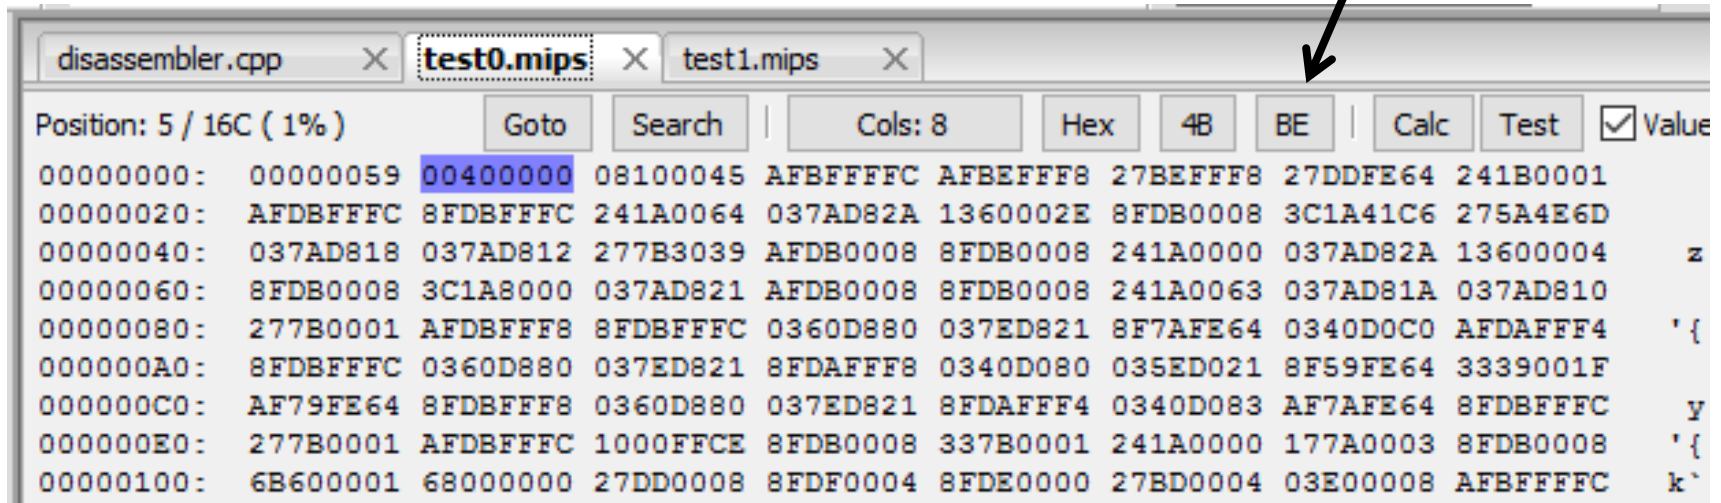 disassembler.cpp test0.mips test1.mips
Position: 5 / 16C ( 1% ) Goto Search Cols: 8 Hex 4B BE Calc Test Value
00000000: 00000059 00400000 08100045 AFBFFFFC AFBEFFF8 27BEFFF8 27DDFE64 241B0001
00000020: AFDBFFFC 8FDBFFFC 241A0064 037AD82A 1360002E 8FDB0008 3C1A41C6 275A4E6D
00000040: 037AD818 037AD812 277B3039 AFDB0008 8FDB0008 241A0000 037AD82A 13600004 z
00000060: 8FDB0008 3C1A8000 037AD821 AFDB0008 8FDB0008 241A0063 037AD81A 037AD810
00000080: 277B0001 AFDBFFF8 8FDBFFFC 0360D880 037ED821 8F7AFE64 0340D0C0 AFDAFFF4 '{
000000A0: 8FDBFFFC 0360D880 037ED821 8FDAFFF8 0340D080 035ED021 8F59FE64 3339001F
000000C0: AF79FE64 8FDBFFF8 0360D880 037ED821 8FDAFFF4 0340D083 AF7AFE64 8FDBFFFC y
000000E0: 277B0001 AFDBFFFC 1000FFCE 8FDB0008 337B0001 241A0000 177A0003 8FDB0008 '{
00000100: 6B600001 68000000 27DD0008 8FDF0004 8FDE0000 27BD0004 03E00008 AFBFFFFC k`